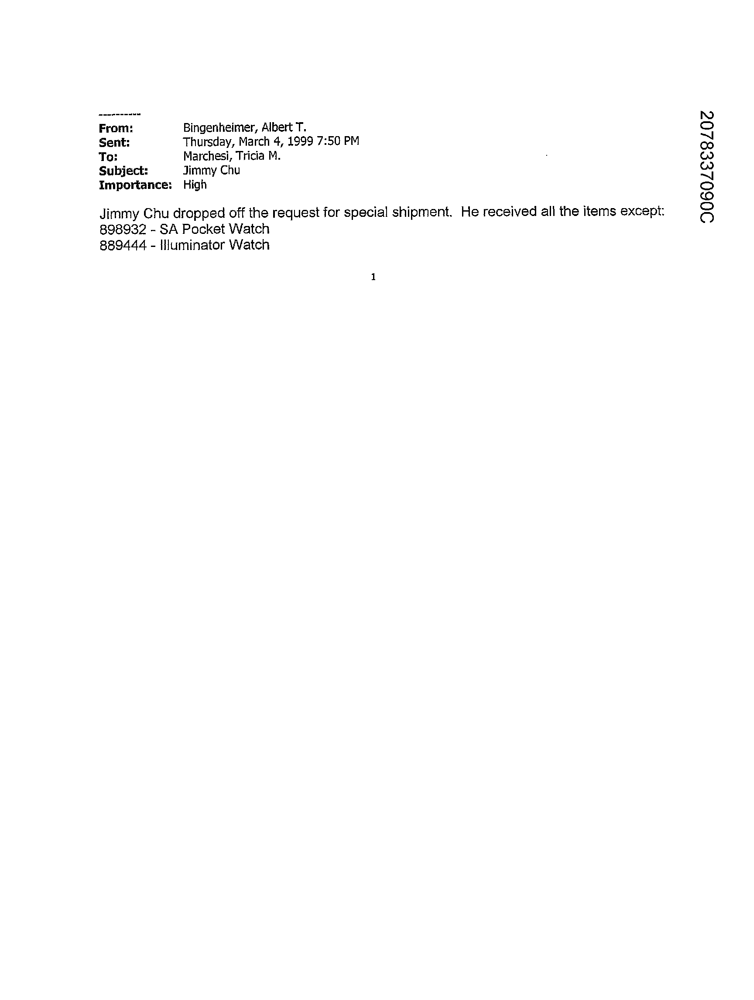 ----------
From: Bingenheimer, Albert T.
Sent: Thursday, March 4, 1999 7:50 PM
To: Marchesi, Tricia M.
Subject: Jimmy Chu
Importance: High
Jimmy Chu dropped off the request for special shipment. He received all the items except:
898932 - SA Pocket Watch
889444 - Illuminator Watch
1
2078337090C